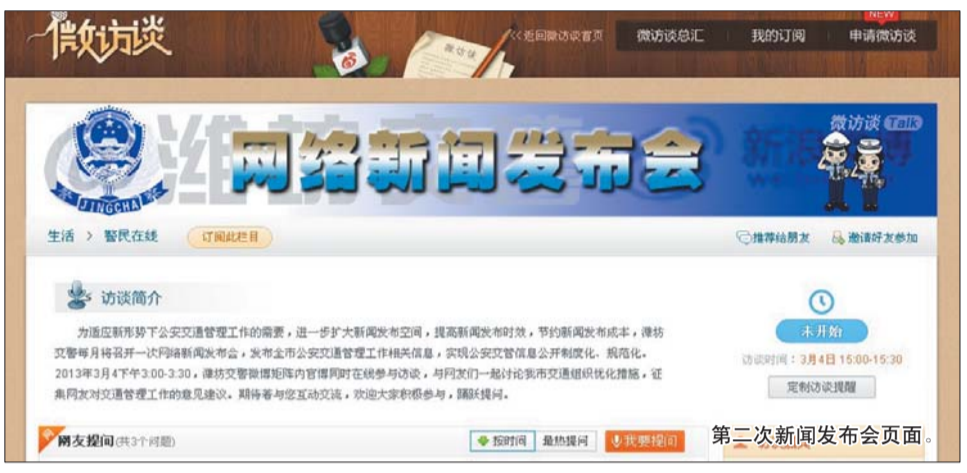 微访谈
微访谈
<<返回微访谈首页
微访谈总汇
我的订阅
NEW
申请微访谈
微访谈 Talk
网络新闻发布会
JINGCHA
生活 > 警民在线
订阅此栏目
推荐给朋友
邀请好友参加
访谈简介
为适应新形势下公安交通管理工作的需要，进一步扩大新闻发布空间，提高新闻发布时效，节约新闻发布成本，潍坊
交警每月将召开一次网络新闻发布会，发布全市公安交通管理工作相关信息，实现公安交管信息公开制度化、规范化。
2013年3月4下午3:00-3:30，潍坊交警微博矩阵内官博同时在线参与访谈，与网友们一起讨论我市交通组织优化措施，征
集网友对交通管理工作的意见建议。期待着与您互动交流，欢迎大家积极参与，踊跃提问。
未开始
访谈时间：3月4日 15:00-15:30
定制访谈提醒
网友提问(共3个问题)
按时间
最热提问
我要提问
第二次新闻发布会页面。